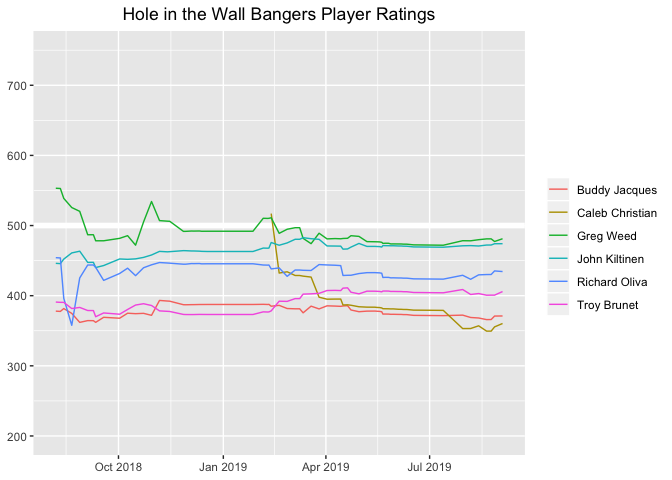 Hole in the Wall Bangers Player Ratings
700
600
500
400
300
200
Oct 2018
Jan 2019
Apr 2019
Jul 2019
Buddy Jacques
Caleb Christian
Greg Weed
John Kiltinen
Richard Oliva
Troy Brunet